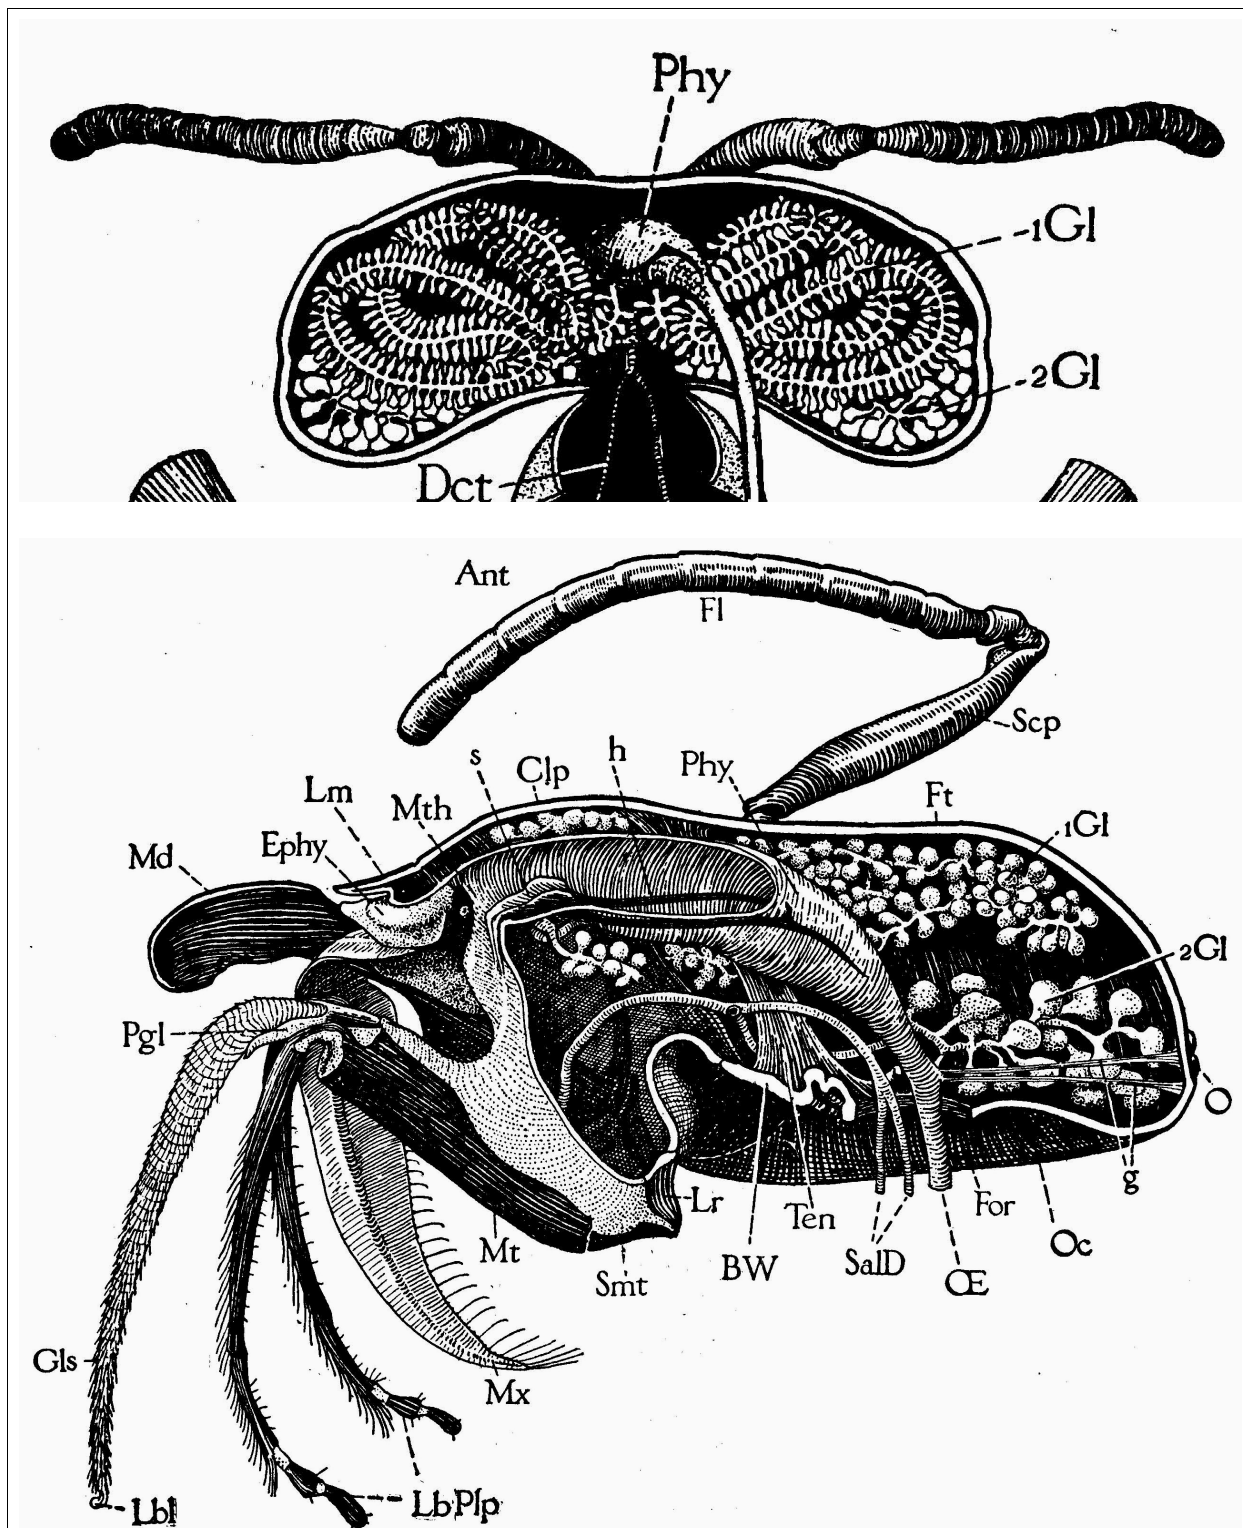 Phy
1Gl
2Gl
Dct
Ant
Fl
Scp
s
Clp
h
Phy
Ft
Lm
Mth
1Gl
Ephy
Md
2Gl
Pgl
O
g
Lr
Ten
For
Oc
Mt
Smt
BW
SalD
Œ
Gls
Mx
Lbl
LbPlp